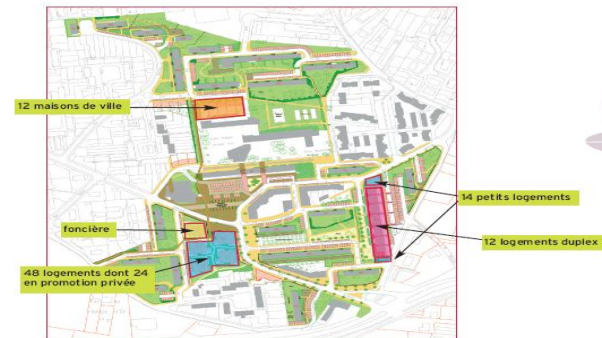 12 maisons de ville
14 petits logements
foncière
12 logements duplex
48 logements dont 24
en promotion privée